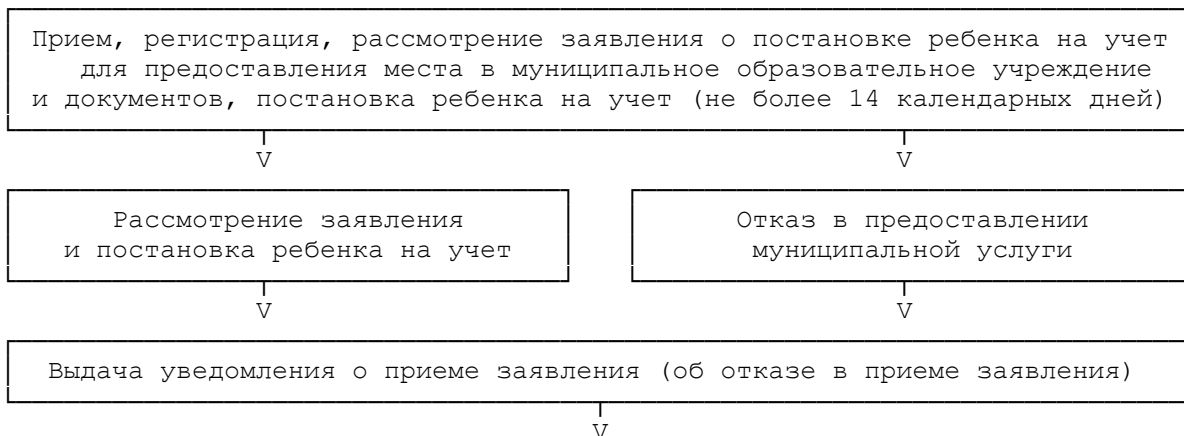 Прием, регистрация, рассмотрение заявления о постановке ребенка на учет
для предоставления места в муниципальное образовательное учреждение
и документов, постановка ребенка на учет (не более 14 календарных дней)
V V
Рассмотрение заявления
и постановка ребенка на учет
Отказ в предоставлении
муниципальной услуги
V V
Выдача уведомления о приеме заявления (об отказе в приеме заявления)
V